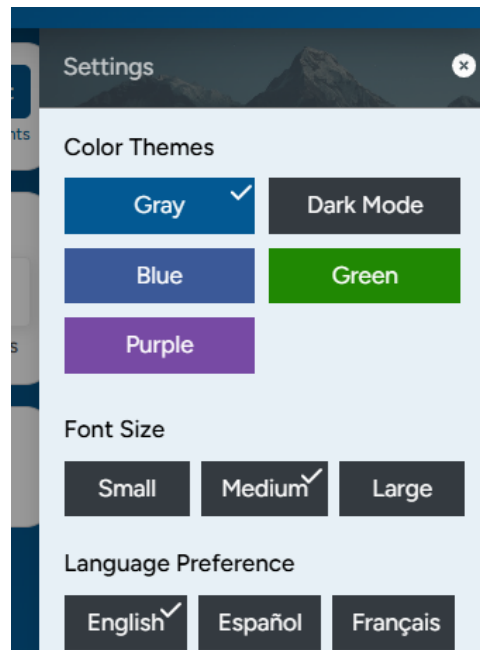 Settings
nts
Color Themes
Gray
Dark Mode
Blue
Green
s
Purple
Font Size
Small
Medium
Large
Language Preference
English
Español
Français